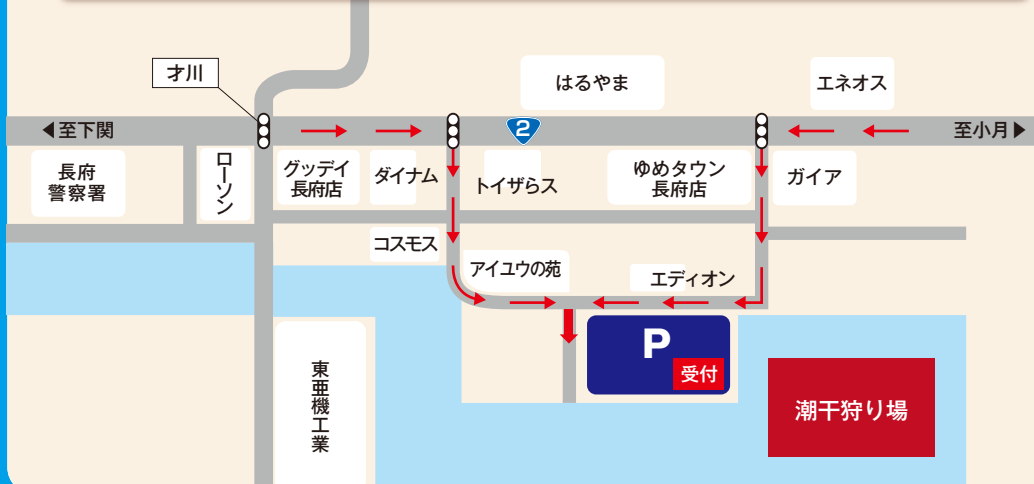 才川
はるやま
エネオス
至下関
2
至小月
長府
警察署
ローソン
グッデイ
長府店
ダイナム
トイザらス
ゆめタウン
長府店
ガイア
コスモス
アイユウの苑
エディオン
P
受付
東亜機工業
潮干狩り場